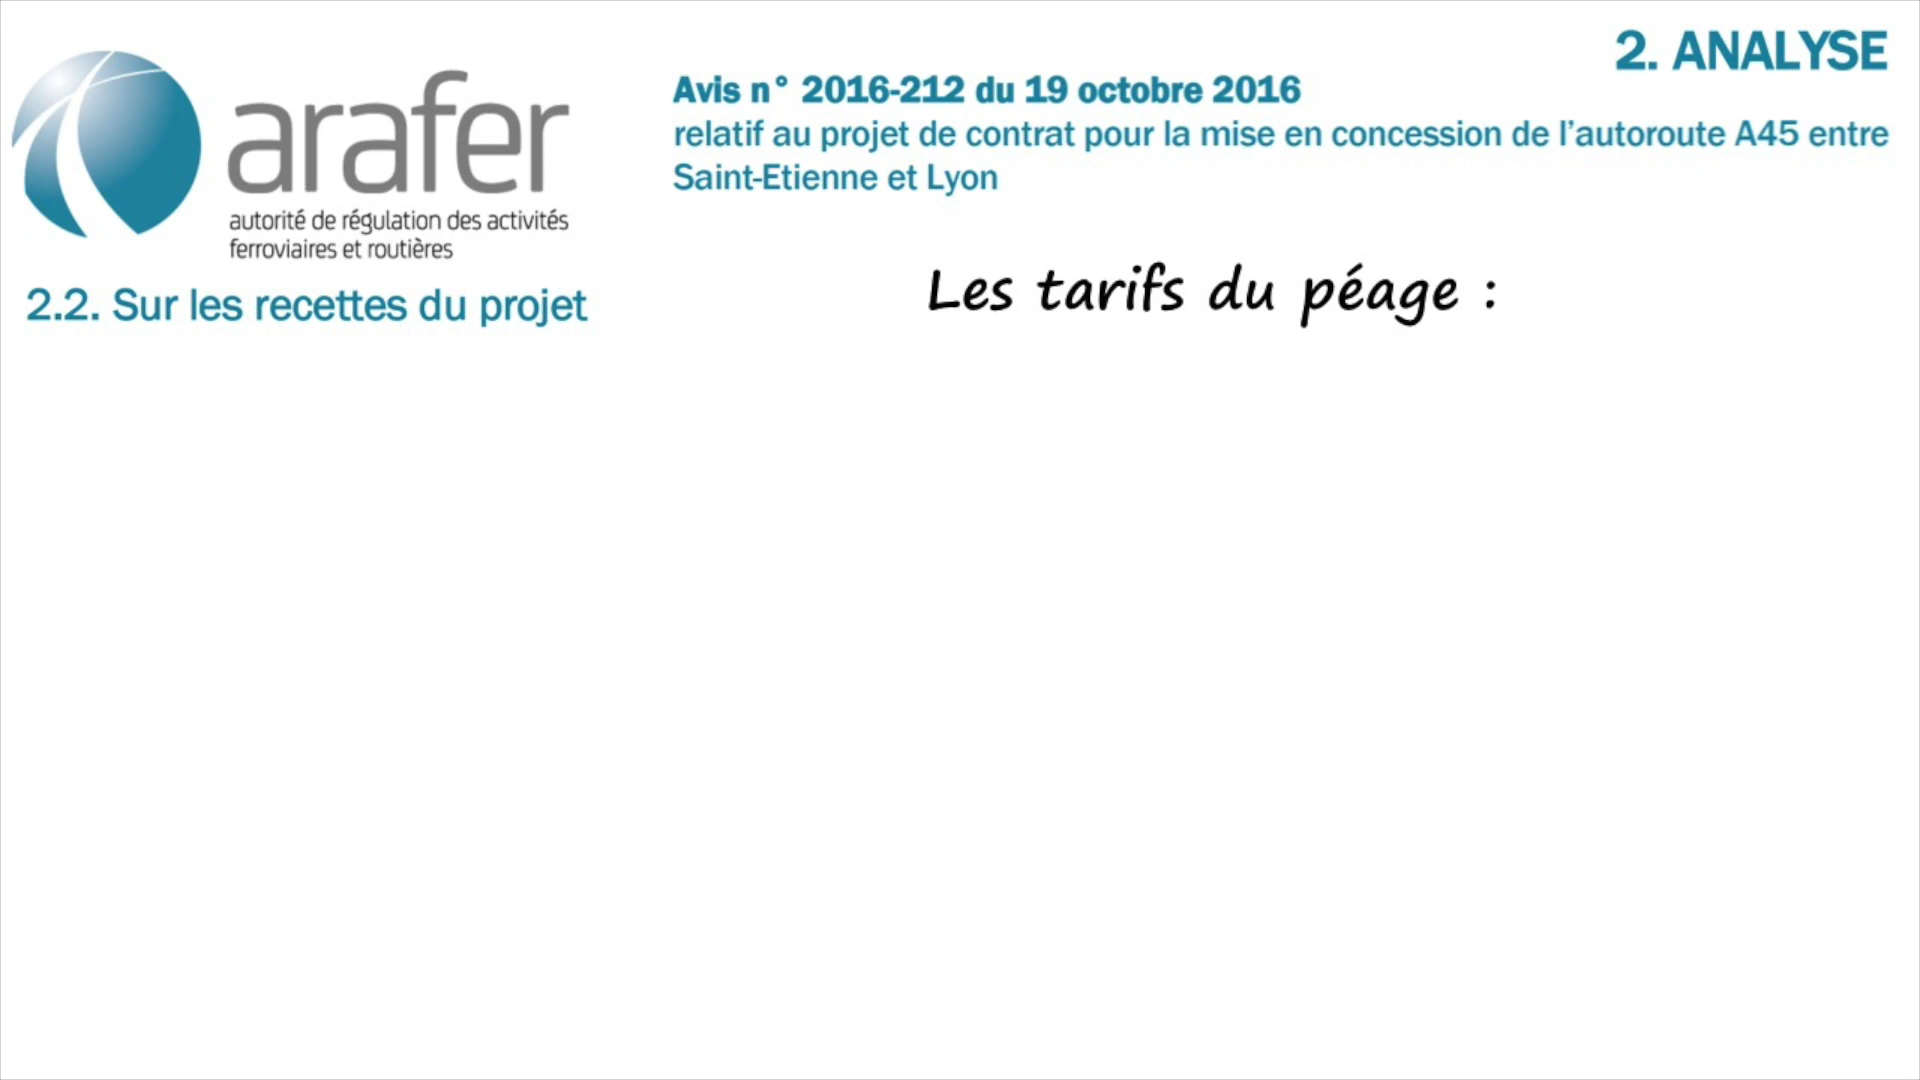 2. ANALYSE
arafer
autorité de régulation des activités
ferroviaires et routières
Avis n° 2016-212 du 19 octobre 2016
relatif au projet de contrat pour la mise en concession de l'autoroute A45 entre
Saint-Etienne et Lyon
2.2. Sur les recettes du projet
Les tarifs du péage :